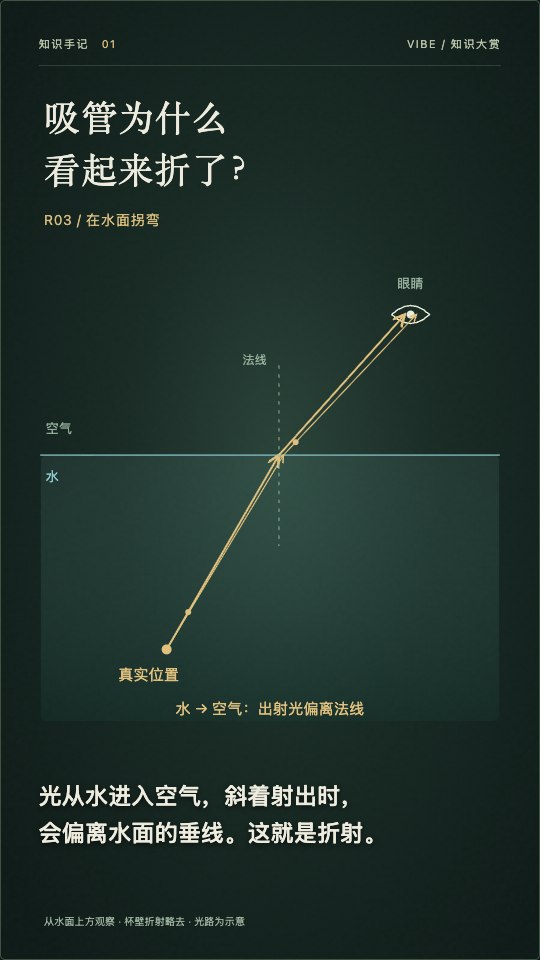 知识手记 01
VIBE / 知识大赏
吸管为什么
看起来折了?
R03 / 在水面拐弯
眼睛
法线
空气
水
真实位置
水 → 空气：出射光偏离法线
光从水进入空气，斜着射出时，
会偏离水面的垂线。这就是折射。
从水面上方观察 · 杯壁折射略去 · 光路为示意